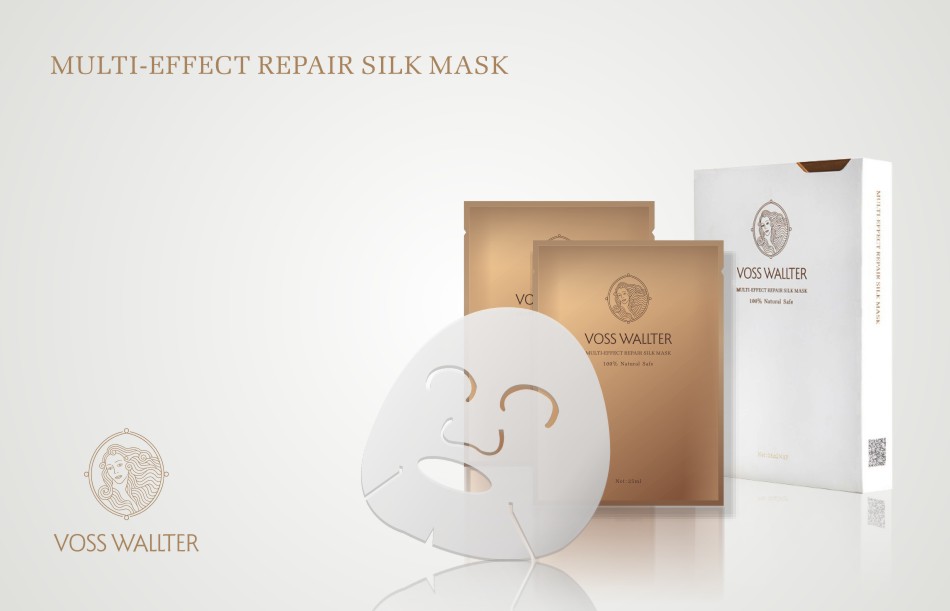 MULTI-EFFECT REPAIR SILK MASK
VO
VOSS WALLTER
MULTI-EFFECT REPAIR SILK MASK
100% Natural Safe
VOSS WALLTER
MULTI-EFFECT REPAIR SILK MASK
100% Natural Safe
MULTI-EFFECT REPAIR SILK MASK
VOSS WALLTER